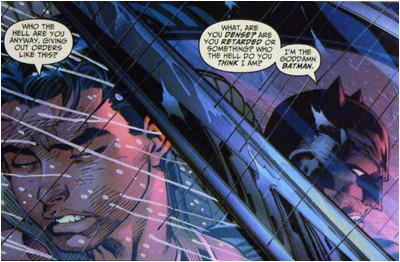 WHO THE
HELL ARE YOU
ANYWAY, GIVING
OUT ORDERS
LIKE THIS?
WHAT, ARE
YOU DENSE? ARE
YOU RETARDED OR
SOMETHING? WHO
THE HELL DO YOU
THINK I AM?
I'M THE
GODDAMN
BATMAN.